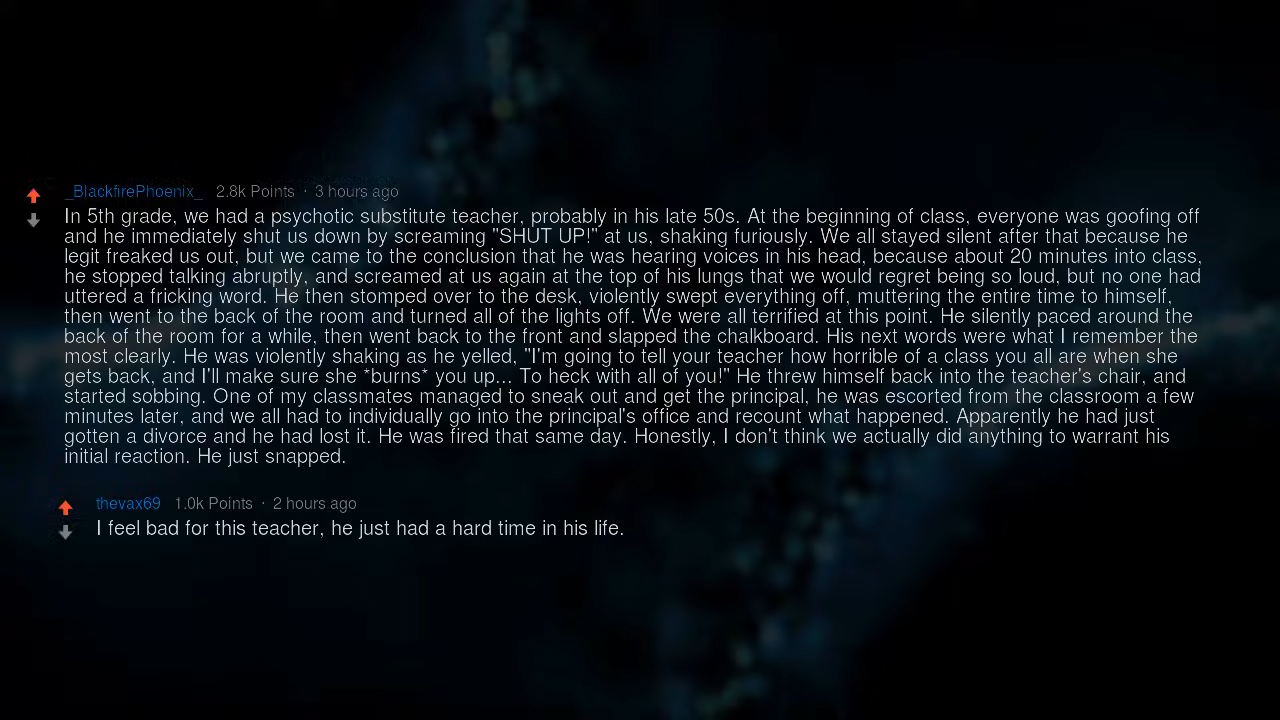 _BlackfirePhoenix_ 2.8k Points · 3 hours ago
In 5th grade, we had a psychotic substitute teacher, probably in his late 50s. At the beginning of class, everyone was goofing off
and he immediately shut us down by screaming "SHUT UP!" at us, shaking furiously. We all stayed silent after that because he
legit freaked us out, but we came to the conclusion that he was hearing voices in his head, because about 20 minutes into class,
he stopped talking abruptly, and screamed at us again at the top of his lungs that we would regret being so loud, but no one had
uttered a fricking word. He then stomped over to the desk, violently swept everything off, muttering the entire time to himself,
then went to the back of the room and turned all of the lights off. We were all terrified at this point. He silently paced around the
back of the room for a while, then went back to the front and slapped the chalkboard. His next words were what I remember the
most clearly. He was violently shaking as he yelled, "I'm going to tell your teacher how horrible of a class you all are when she
gets back, and I'll make sure she *burns* you up... To heck with all of you!" He threw himself back into the teacher's chair, and
started sobbing. One of my classmates managed to sneak out and get the principal, he was escorted from the classroom a few
minutes later, and we all had to individually go into the principal's office and recount what happened. Apparently he had just
gotten a divorce and he had lost it. He was fired that same day. Honestly, I don't think we actually did anything to warrant his
initial reaction. He just snapped.
thevax69 1.0k Points · 2 hours ago
I feel bad for this teacher, he just had a hard time in his life.